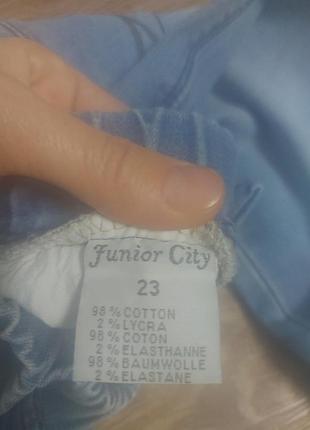 Junior City
23
98% COTTON
2% LYCRA
98% COTON
2% ELASTHANNE
98% BAUMWOLLE
2% ELASTANE